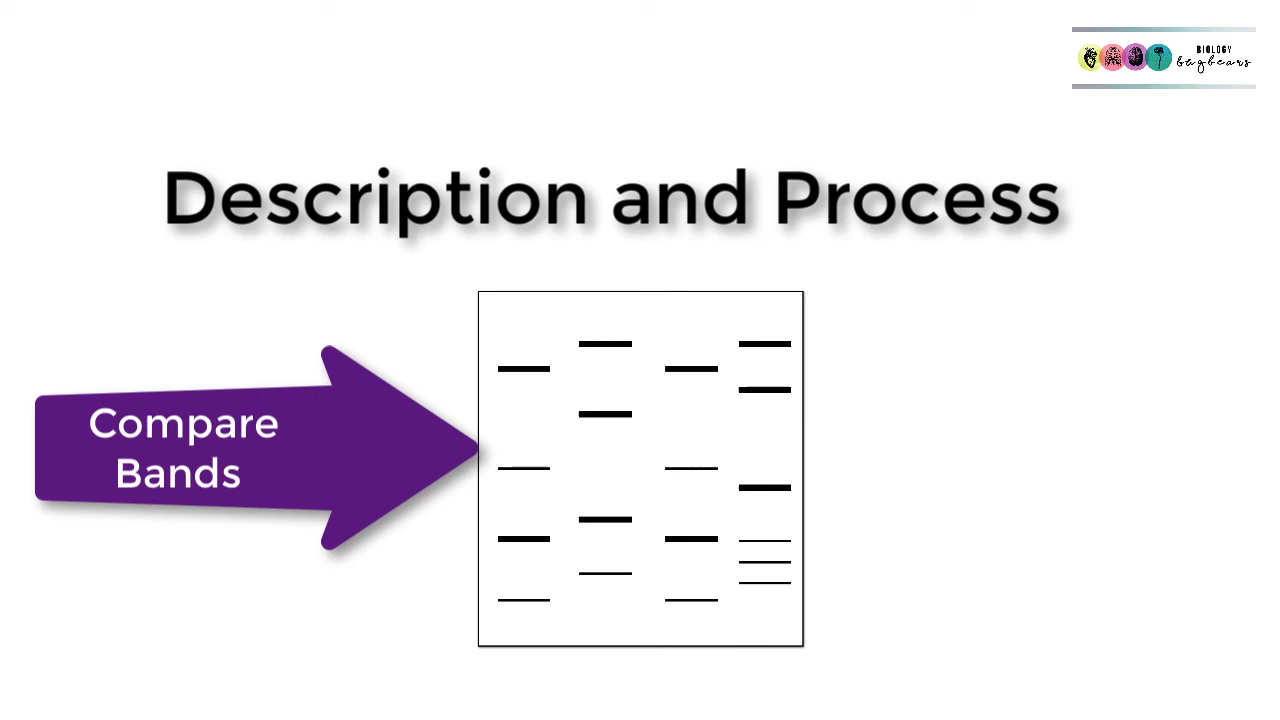 BIOLOGY
bugbears
Description and Process
Compare
Bands